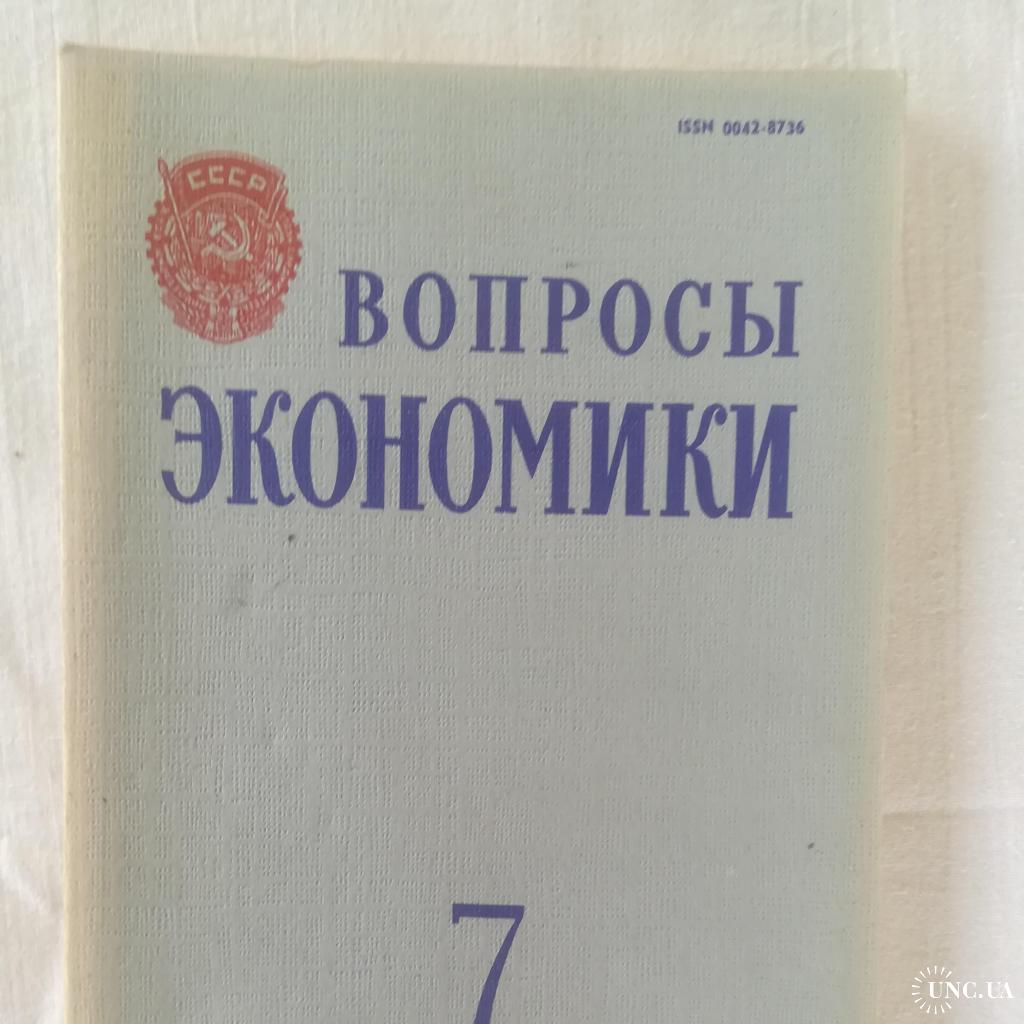 ISSN 0042-8736
СССР
ВОПРОСЫ
ЭКОНОМИКИ
7
UNC.UA